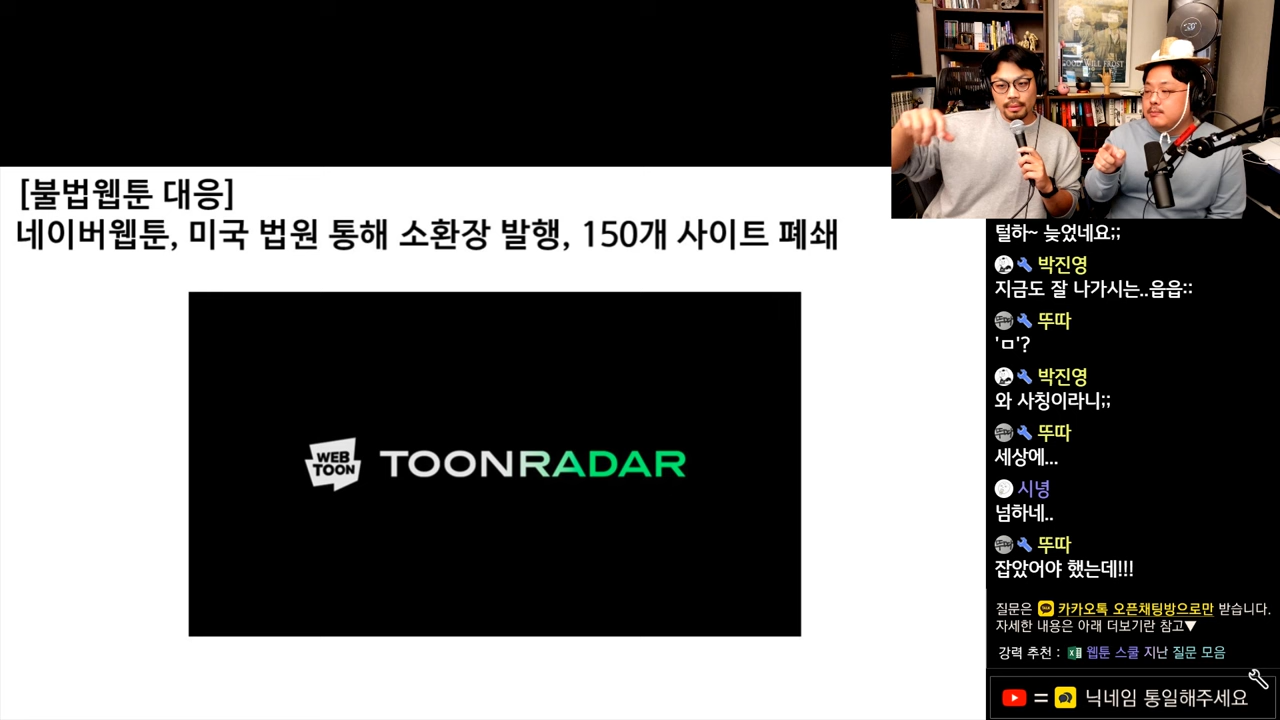 [불법웹툰 대응]
네이버웹툰, 미국 법원 통해 소환장 발행, 150개 사이트 폐쇄
WEB
TOON
TOONRADAR
GOOD WILL FROST
털하~ 늦었네요;;
박진영
지금도 잘 나가시는..읍읍::
뚜따
'ㅁ'?
박진영
와 사칭이라니;;
뚜따
세상에...
시녕
넘하네..
뚜따
잡았어야 했는데!!!
질문은 카카오톡 오픈채팅방으로만 받습니다.
자세한 내용은 아래 더보기란 참고▼
강력 추천 : 웹툰 스쿨 지난 질문 모음
= 닉네임 통일해주세요